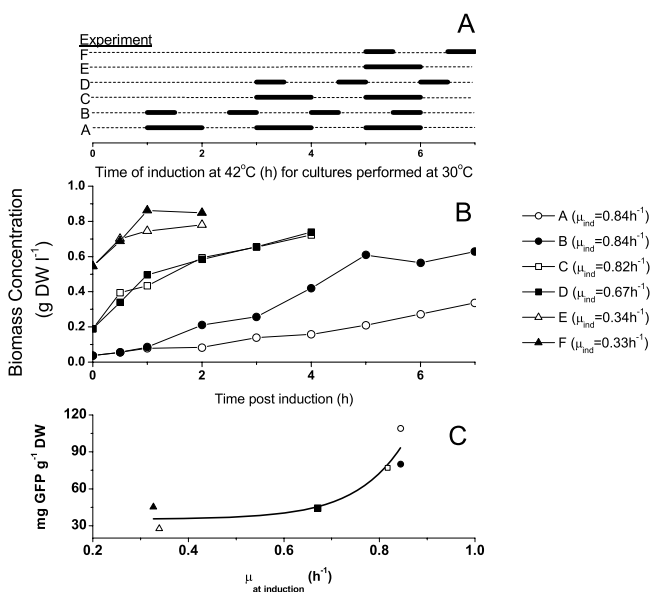 A
Experiment
F
E
D
C
B
A
0 2 4 6
Time of induction at 42°C (h) for cultures performed at 30°C
Biomass Concentration
(g DW l⁻¹)
1.0
0.8
0.6
0.4
0.2
0.0
B
0 2 4 6
Time post induction (h)
A (μind=0.84h⁻¹)
B (μind=0.84h⁻¹)
C (μind=0.82h⁻¹)
D (μind=0.67h⁻¹)
E (μind=0.34h⁻¹)
F (μind=0.33h⁻¹)
mg GFP g⁻¹ DW
120
90
60
30
C
0.2 0.4 0.6 0.8 1.0
μat induction (h⁻¹)